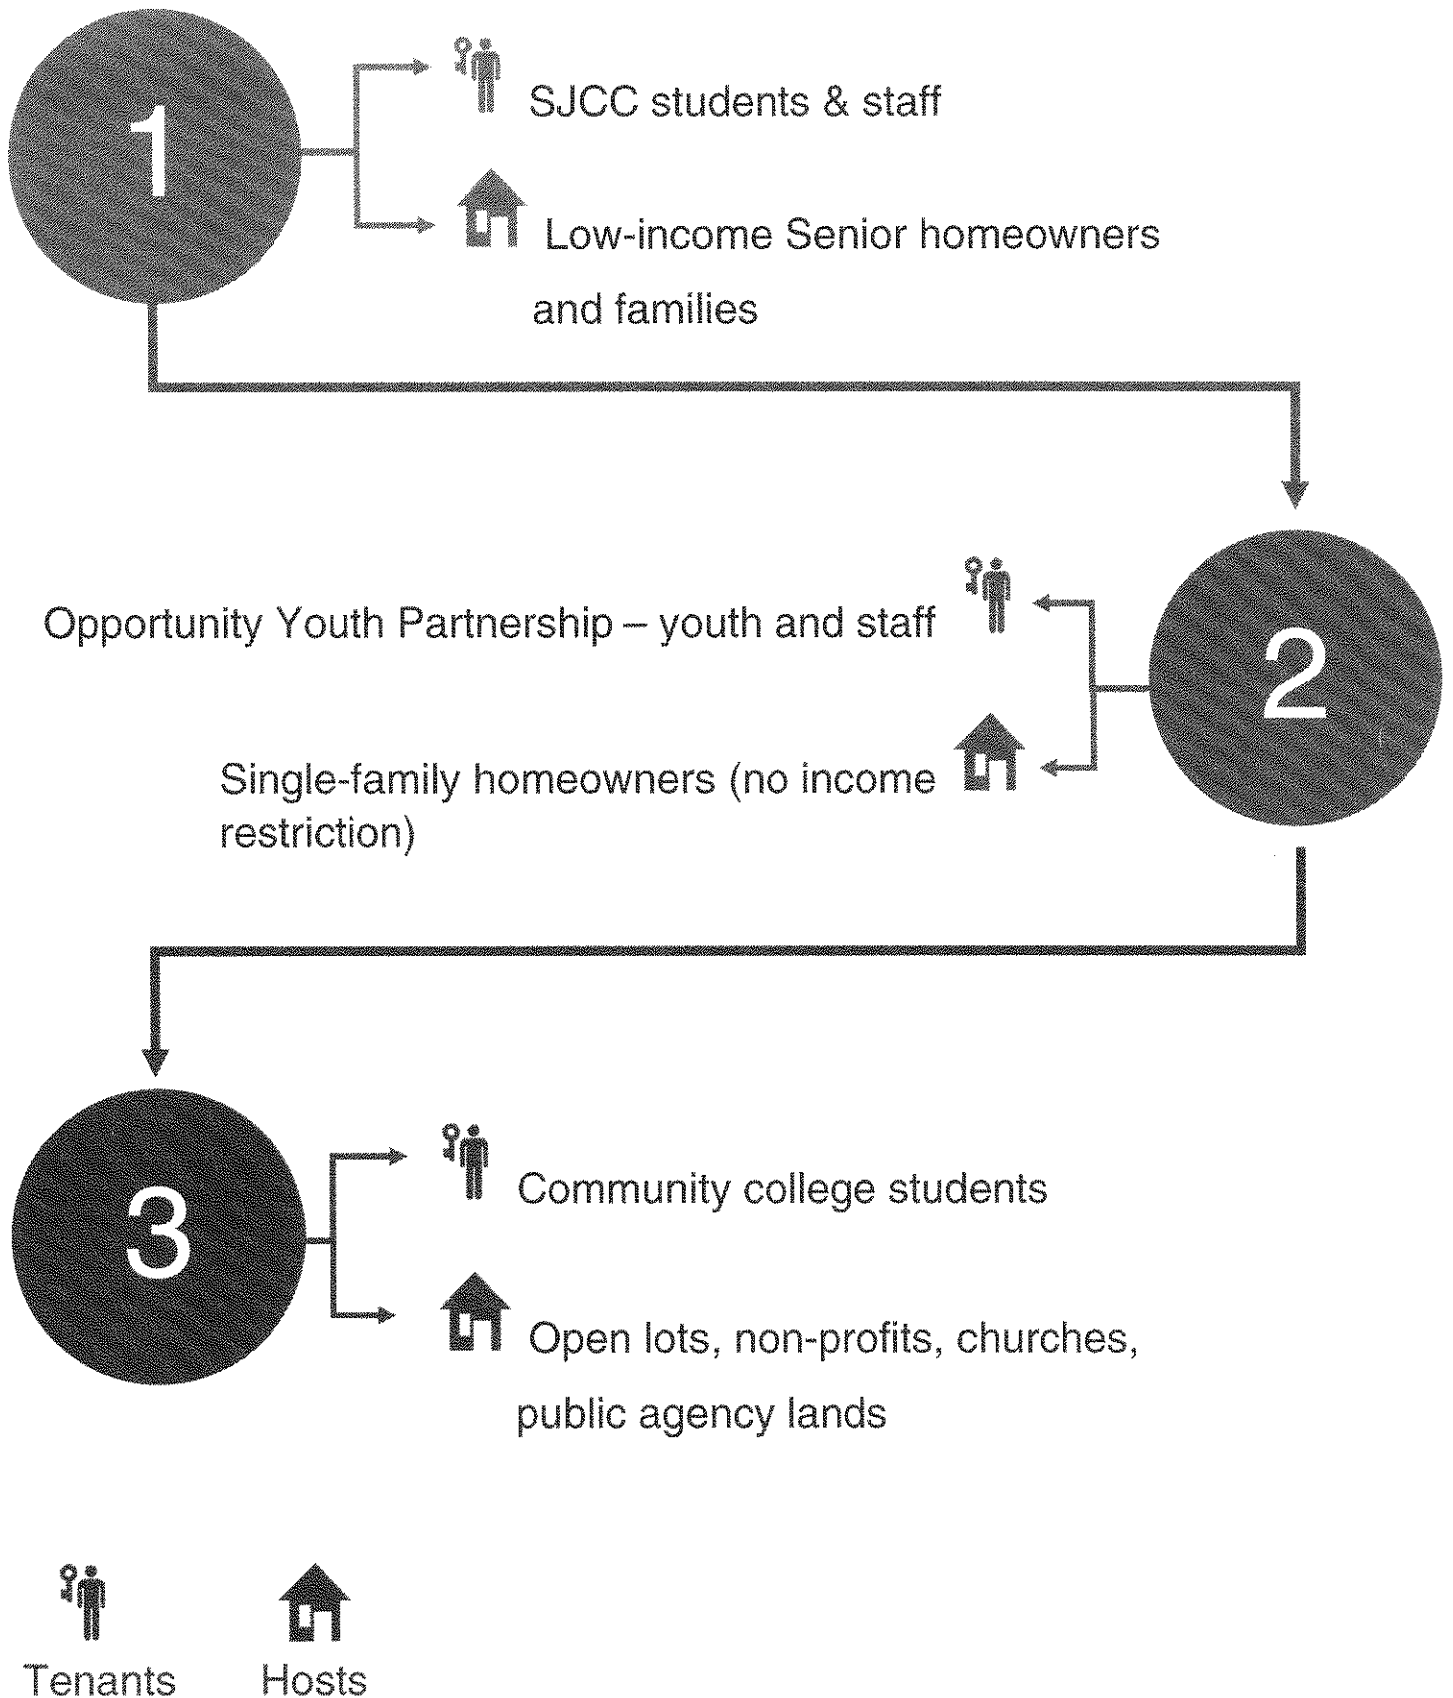 1
SJCC students & staff
Low-income Senior homeowners
and families
2
Opportunity Youth Partnership – youth and staff
Single-family homeowners (no income
restriction)
3
Community college students
Open lots, non-profits, churches,
public agency lands
Tenants
Hosts